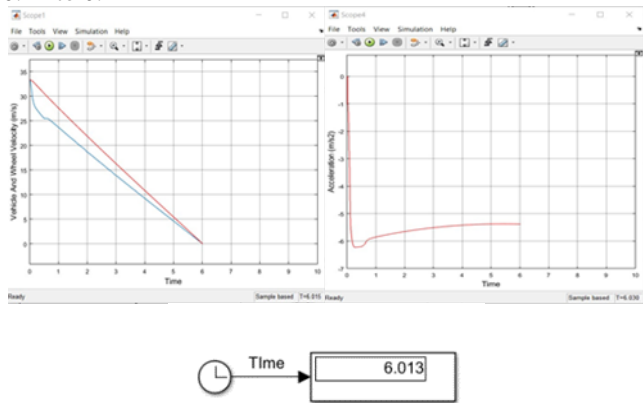 Scope1
File Tools View Simulation Help
Vehicle And Wheel Velocity (m/s)
35
30
25
20
15
10
5
0
0 1 2 3 4 5 6 7 8 9 10
Time
Ready Sample based T=6.015
Scope4
File Tools View Simulation Help
Acceleration (m/s2)
0
-1
-2
-3
-4
-5
-6
-7
0 1 2 3 4 5 6 7 8 9 10
Time
Ready Sample based T=6.030
TIme
6.013